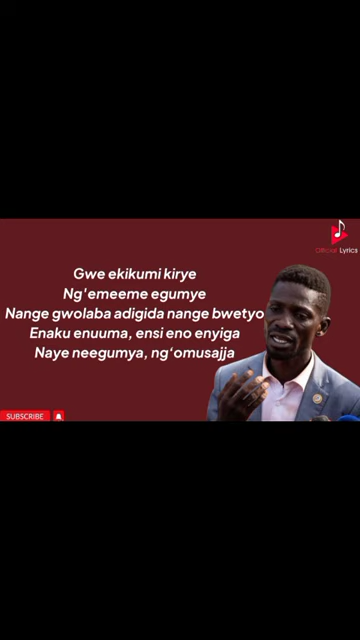 Official Lyrics
Gwe ekikumi kirye
Ng'emeeme egumye
Nange gwolaba adigida nange bwetyo
Enaku enuuma, ensi eno enyiga
Naye neegumya, ng‘omusajja
SUBSCRIBE